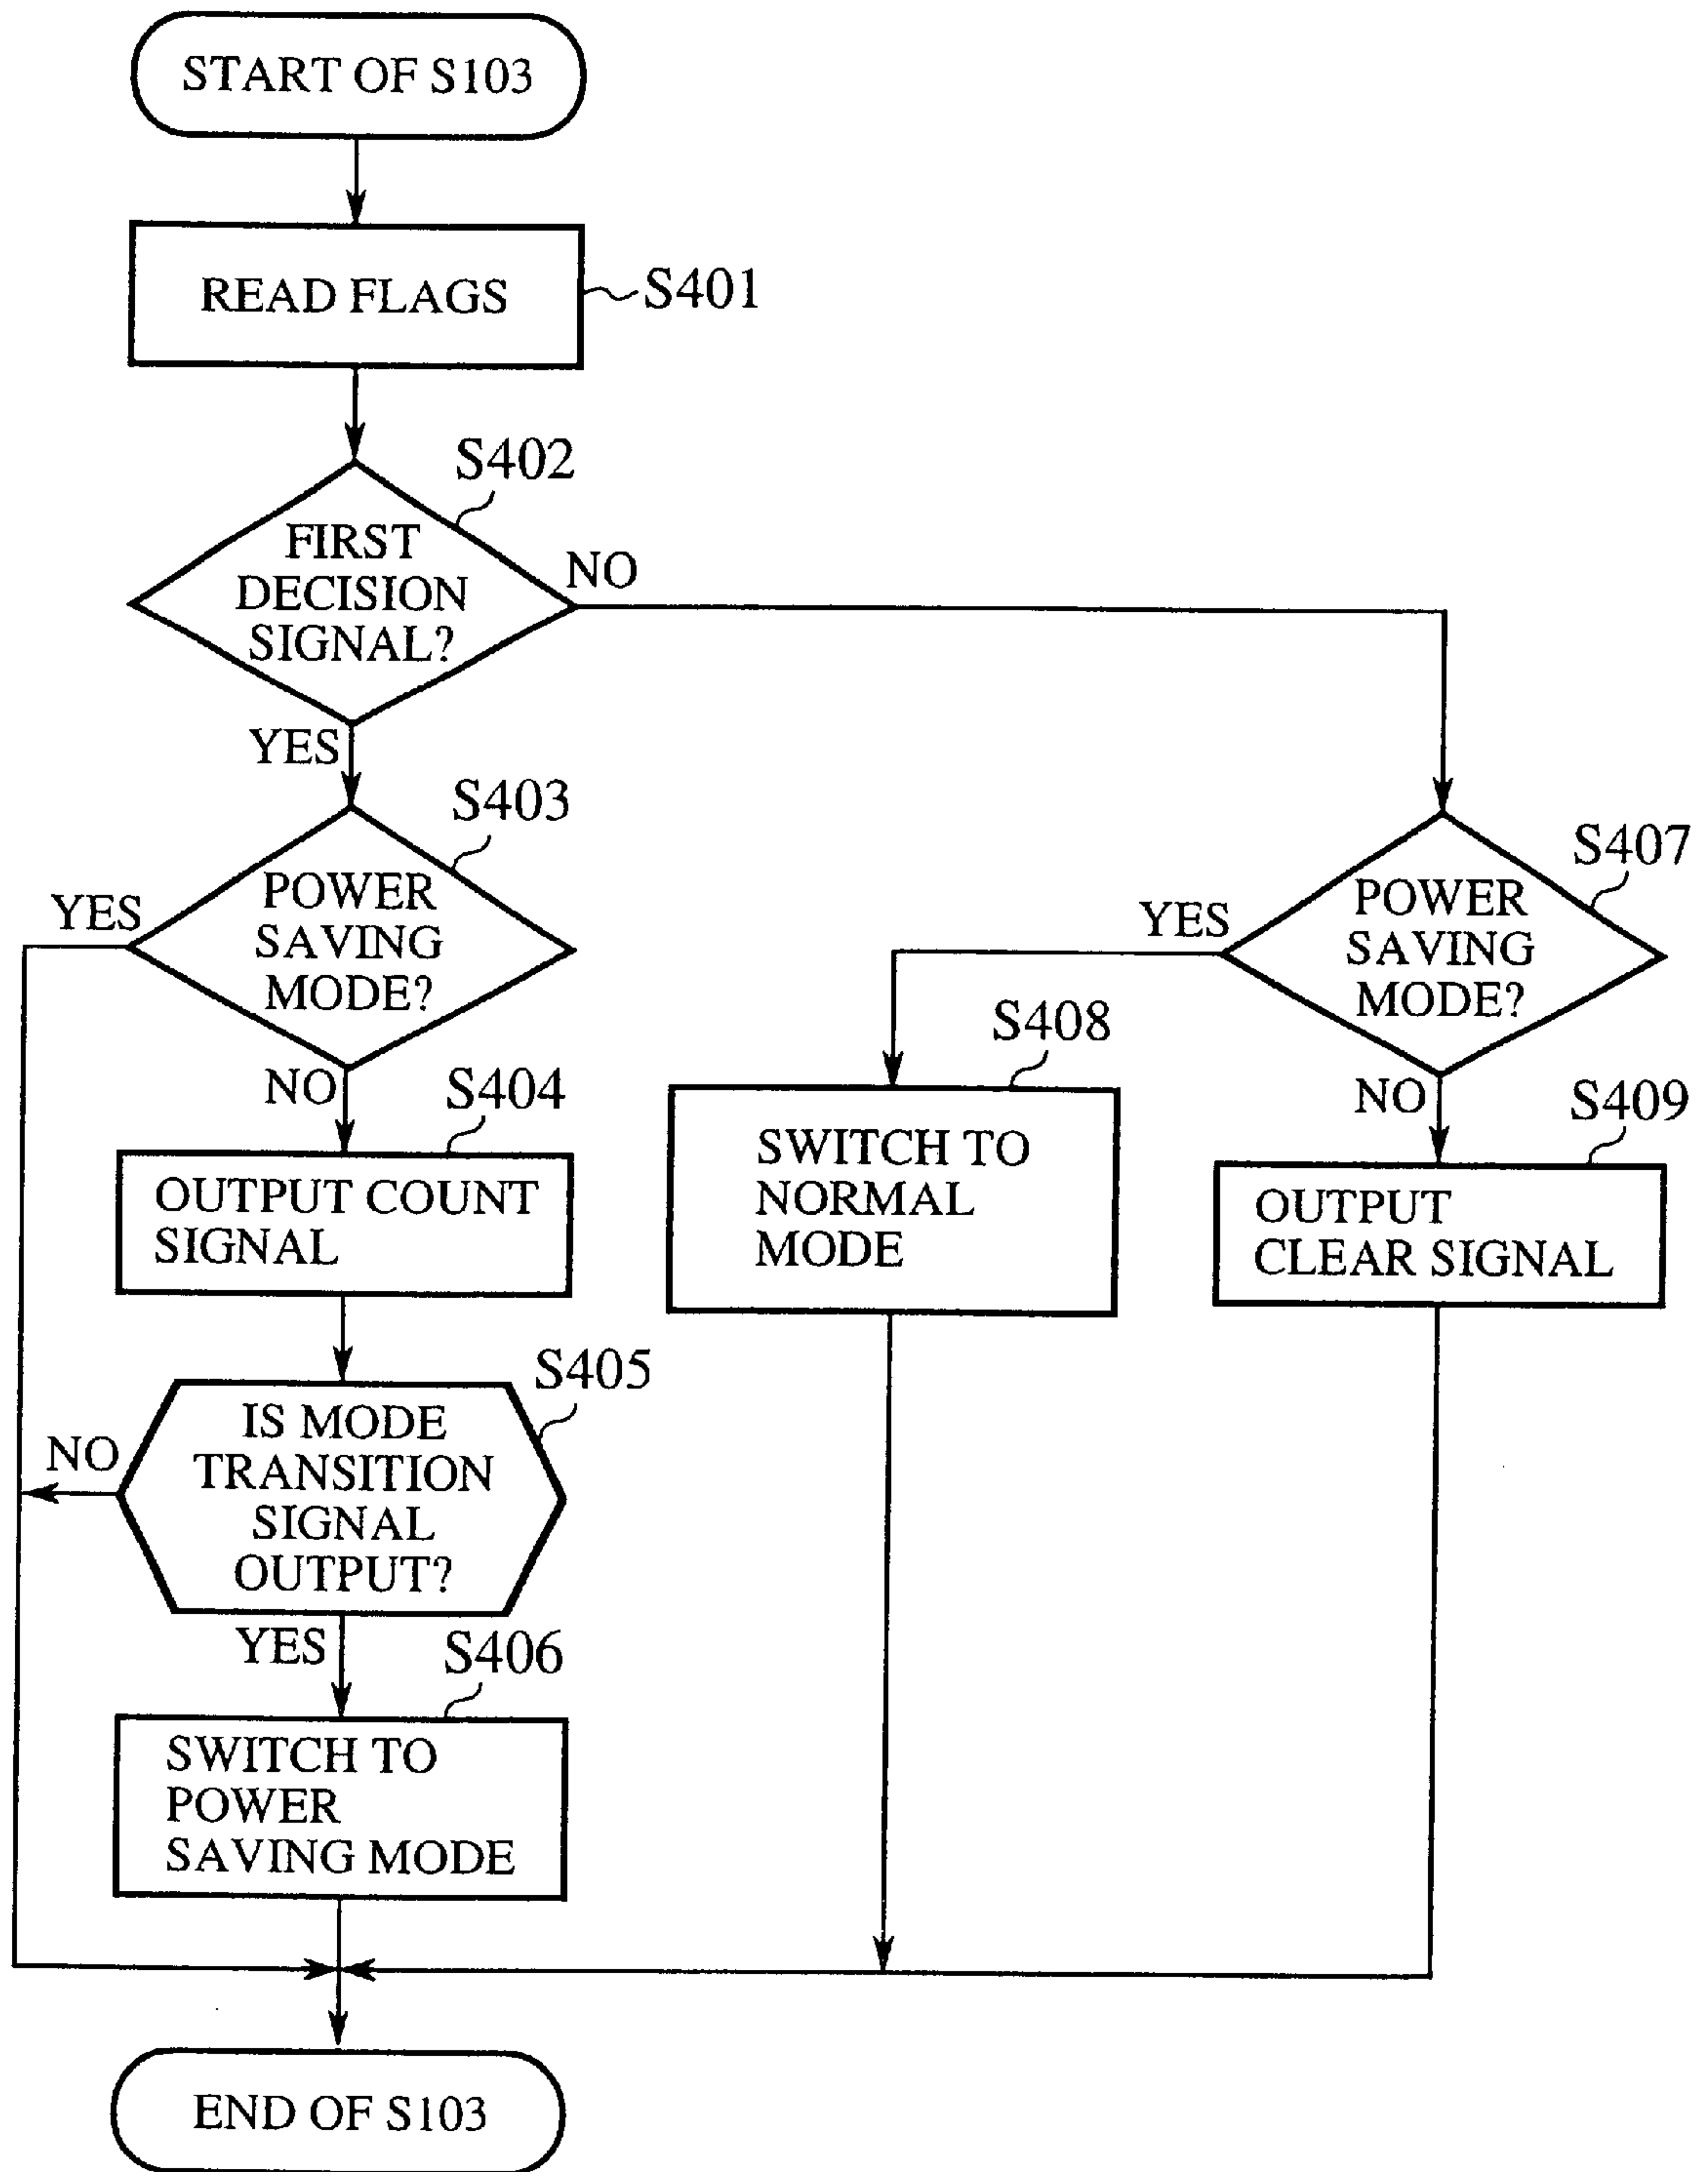 START OF S103
READ FLAGS
S401
S402
FIRST
DECISION
SIGNAL?
NO
YES
S403
POWER
SAVING
MODE?
YES
NO
S407
POWER
SAVING
MODE?
YES
NO
S404
OUTPUT COUNT
SIGNAL
S408
SWITCH TO
NORMAL
MODE
S409
OUTPUT
CLEAR SIGNAL
S405
IS MODE
TRANSITION
SIGNAL
OUTPUT?
NO
YES
S406
SWITCH TO
POWER
SAVING MODE
END OF S103